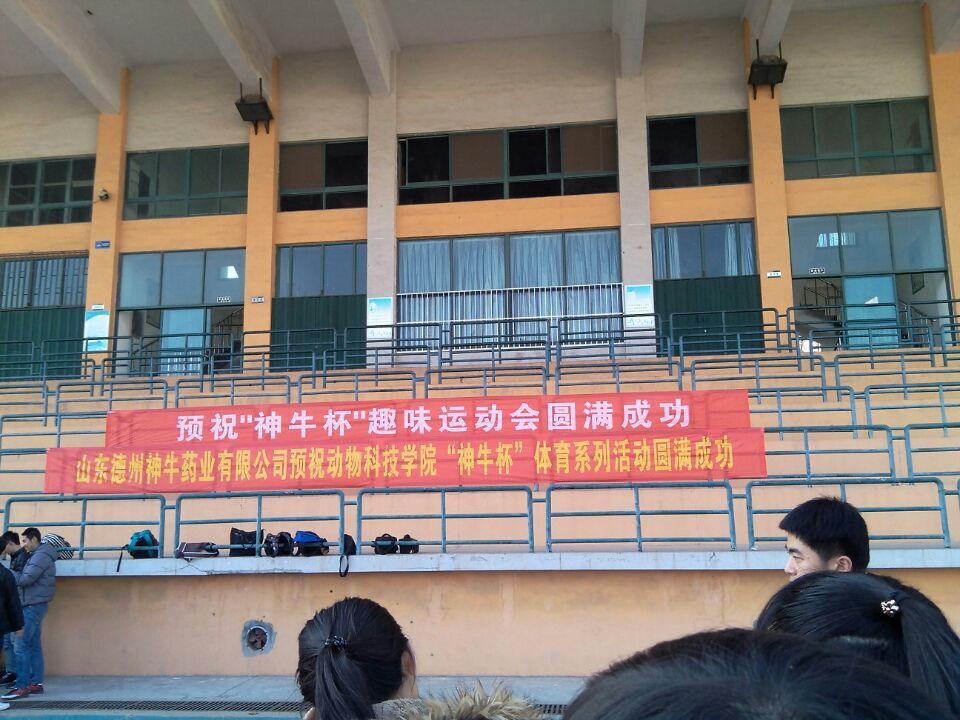 预祝"神牛杯"趣味运动会圆满成功
山东德州神牛药业有限公司预祝动物科技学院“神牛杯”体育系列活动圆满成功